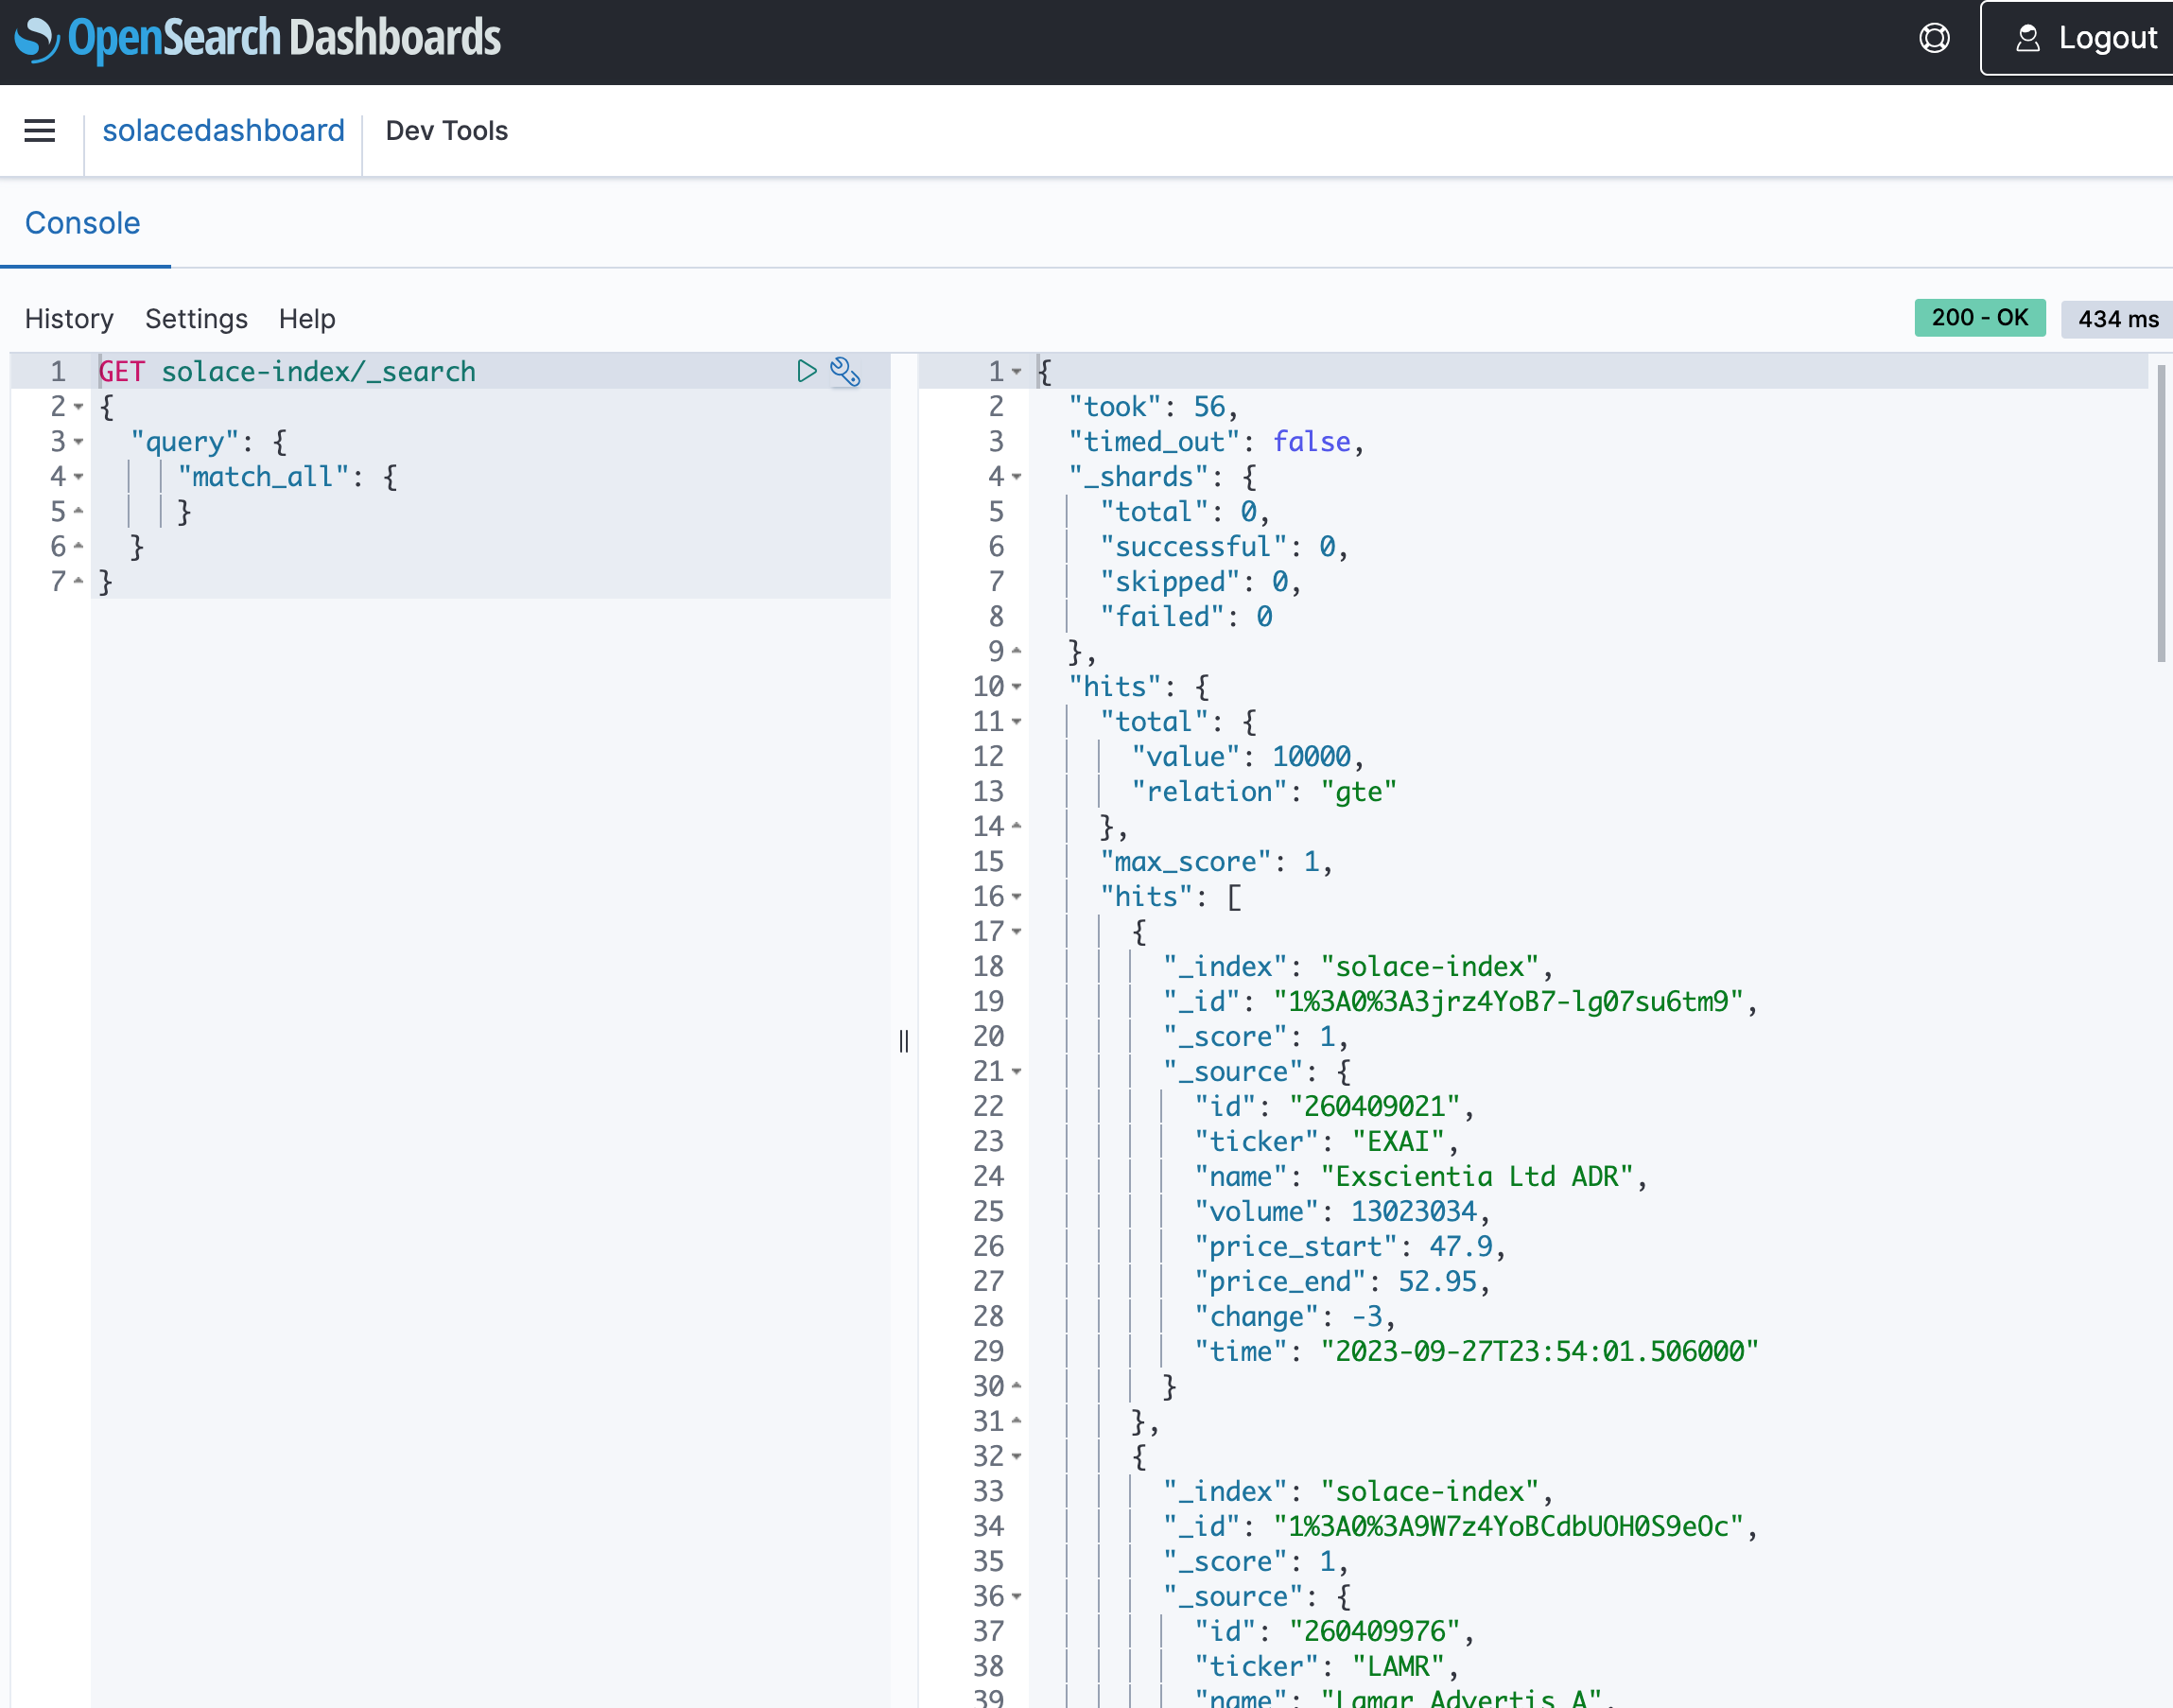 OpenSearch Dashboards
Logout
solacedashboard
Dev Tools
Console
History Settings Help
200 - OK
434 ms
1 GET solace-index/_search
2 {
3 "query": {
4 "match_all": {
5 }
6 }
7 }
1 {
2 "took": 56,
3 "timed_out": false,
4 "_shards": {
5 "total": 0,
6 "successful": 0,
7 "skipped": 0,
8 "failed": 0
9 },
10 "hits": {
11 "total": {
12 "value": 10000,
13 "relation": "gte"
14 },
15 "max_score": 1,
16 "hits": [
17 {
18 "_index": "solace-index",
19 "_id": "1%3A0%3A3jrz4YoB7-lg07su6tm9",
20 "_score": 1,
21 "_source": {
22 "id": "260409021",
23 "ticker": "EXAI",
24 "name": "Exscientia Ltd ADR",
25 "volume": 13023034,
26 "price_start": 47.9,
27 "price_end": 52.95,
28 "change": -3,
29 "time": "2023-09-27T23:54:01.506000"
30 }
31 },
32 {
33 "_index": "solace-index",
34 "_id": "1%3A0%3A9W7z4YoBCdbUOH0S9eOc",
35 "_score": 1,
36 "_source": {
37 "id": "260409976",
38 "ticker": "LAMR",
39 "name": "Lamar Advertis A",